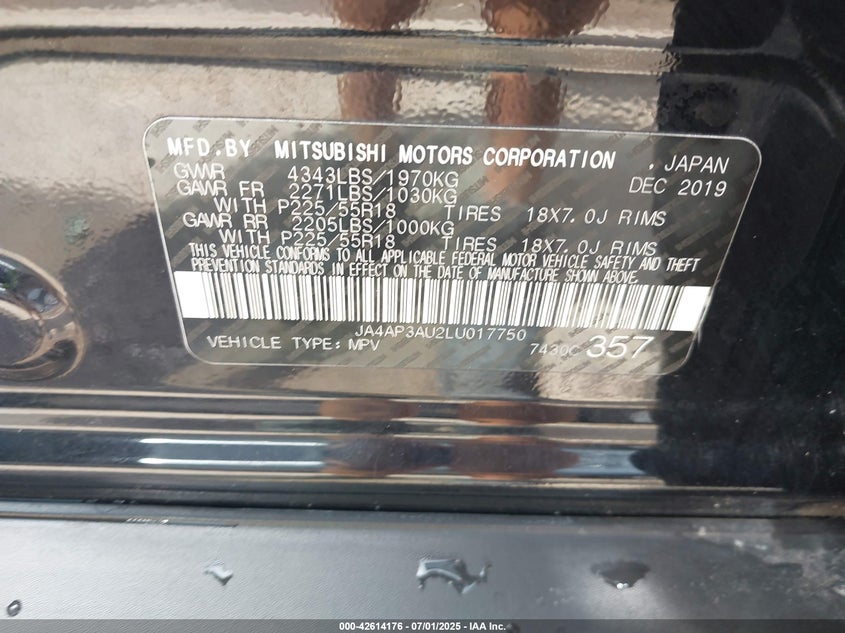 MFD.BY MITSUBISHI MOTORS CORPORATION , JAPAN
GVWR 4343LBS/1970KG DEC 2019
GAWR FR 2271LBS/1030KG
WITH P225/55R18 TIRES 18X7.0J RIMS
GAWR RR 2205LBS/1000KG
WITH P225/55R18 TIRES 18X7.0J RIMS
THIS VEHICLE CONFORMS TO ALL APPLICABLE FEDERAL MOTOR VEHICLE SAFETY AND THEFT
PREVENTION STANDARDS IN EFFECT ON THE DATE OF MANUFACTURE SHOWN ABOVE.
JA4AP3AU2LU017750
VEHICLE TYPE: MPV 7430C 357
000-42614176 - 07/01/2025 - IAA Inc.